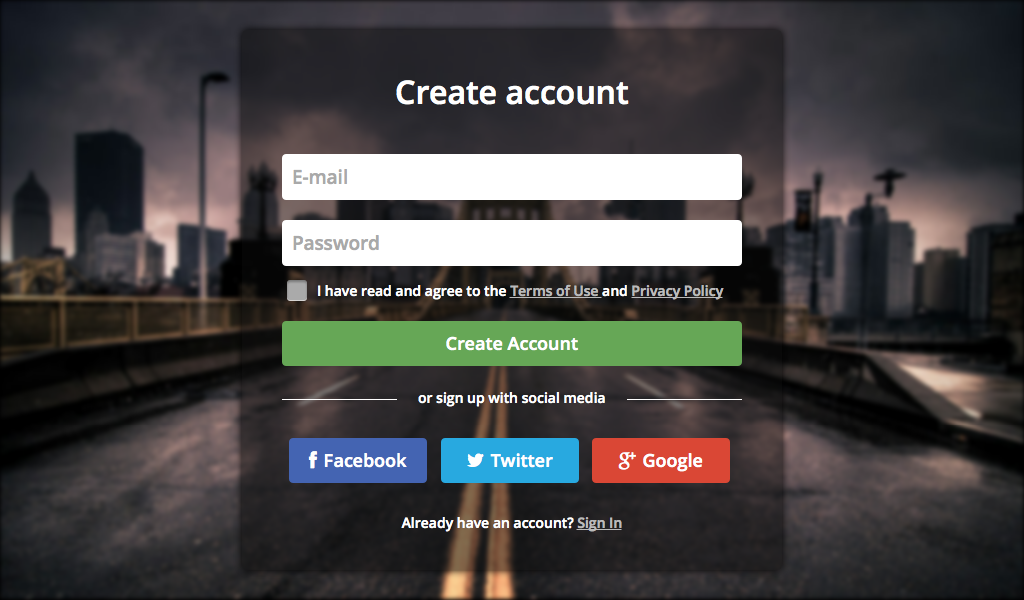 Create account
E-mail
Password
I have read and agree to the Terms of Use and Privacy Policy
Create Account
or sign up with social media
Facebook Twitter Google
Already have an account? Sign In